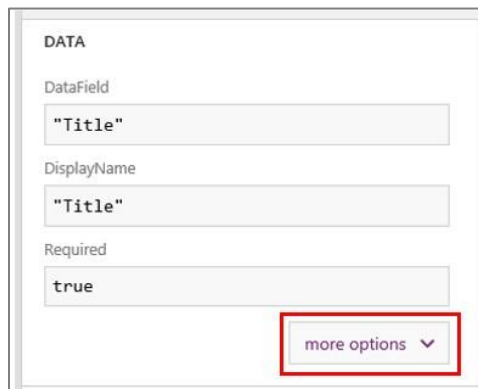 DATA
DataField
"Title"
DisplayName
"Title"
Required
true
more options